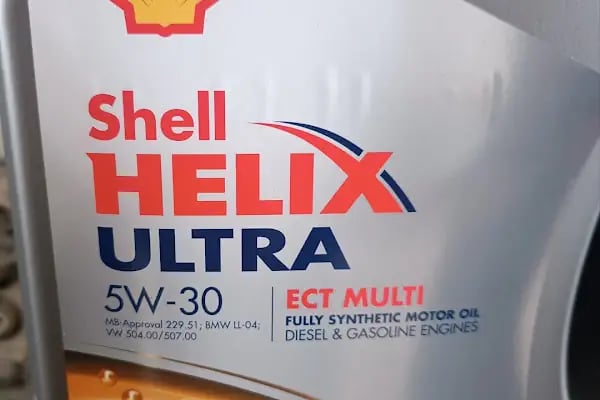 Shell
HELIX
ULTRA
5W-30
MB-Approval 229.51; BMW LL-04;
VW 504.00/507.00
ECT MULTI
FULLY SYNTHETIC MOTOR OIL
DIESEL & GASOLINE ENGINES